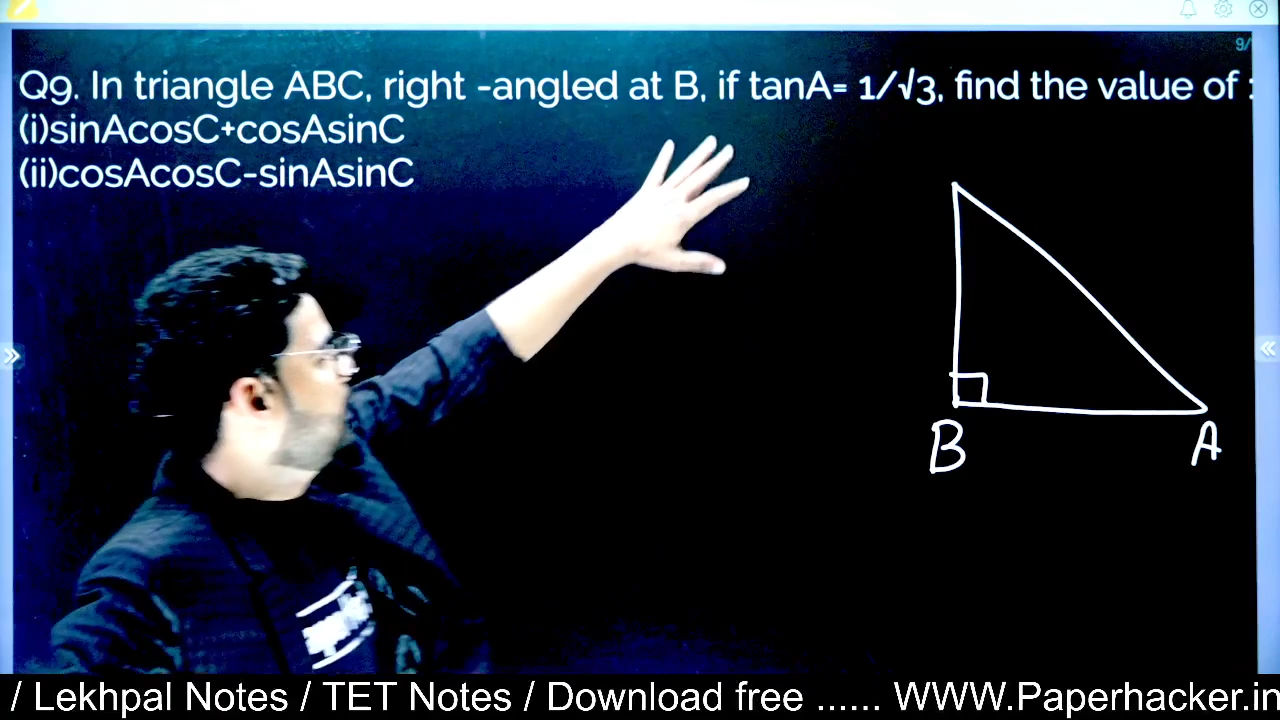 9/
Q9. In triangle ABC, right -angled at B, if tanA= 1/√3, find the value of :
(i)sinAcosC+cosAsinC
(ii)cosAcosC-sinAsinC
B
A
/ Lekhpal Notes / TET Notes / Download free ...... WWW.Paperhacker.in